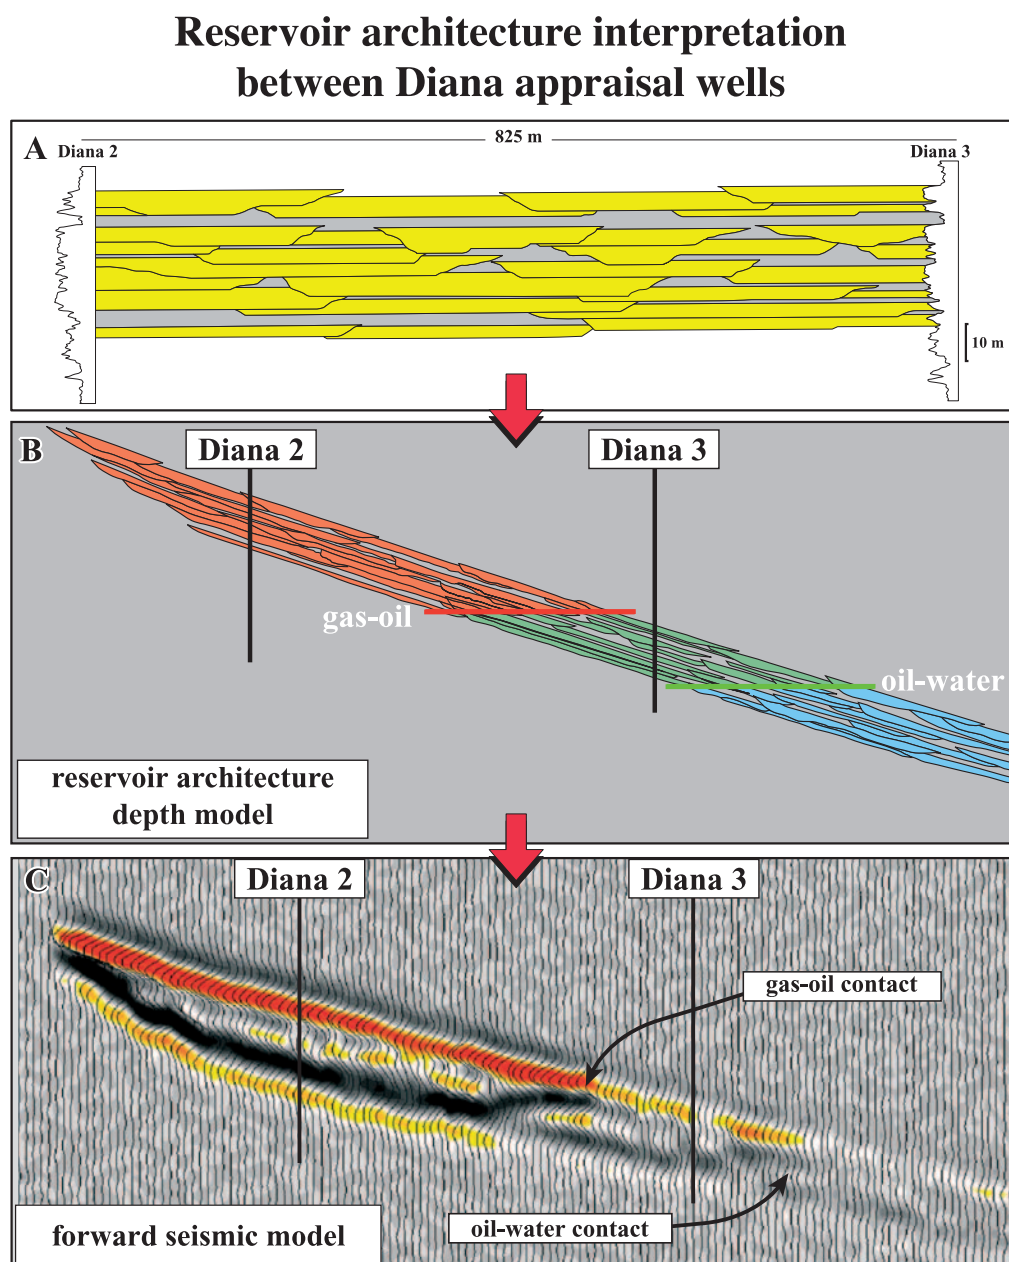 Reservoir architecture interpretation
between Diana appraisal wells
A
825 m
Diana 2
Diana 3
10 m
B
Diana 2
Diana 3
gas-oil
oil-water
reservoir architecture
depth model
C
Diana 2
Diana 3
gas-oil contact
oil-water contact
forward seismic model